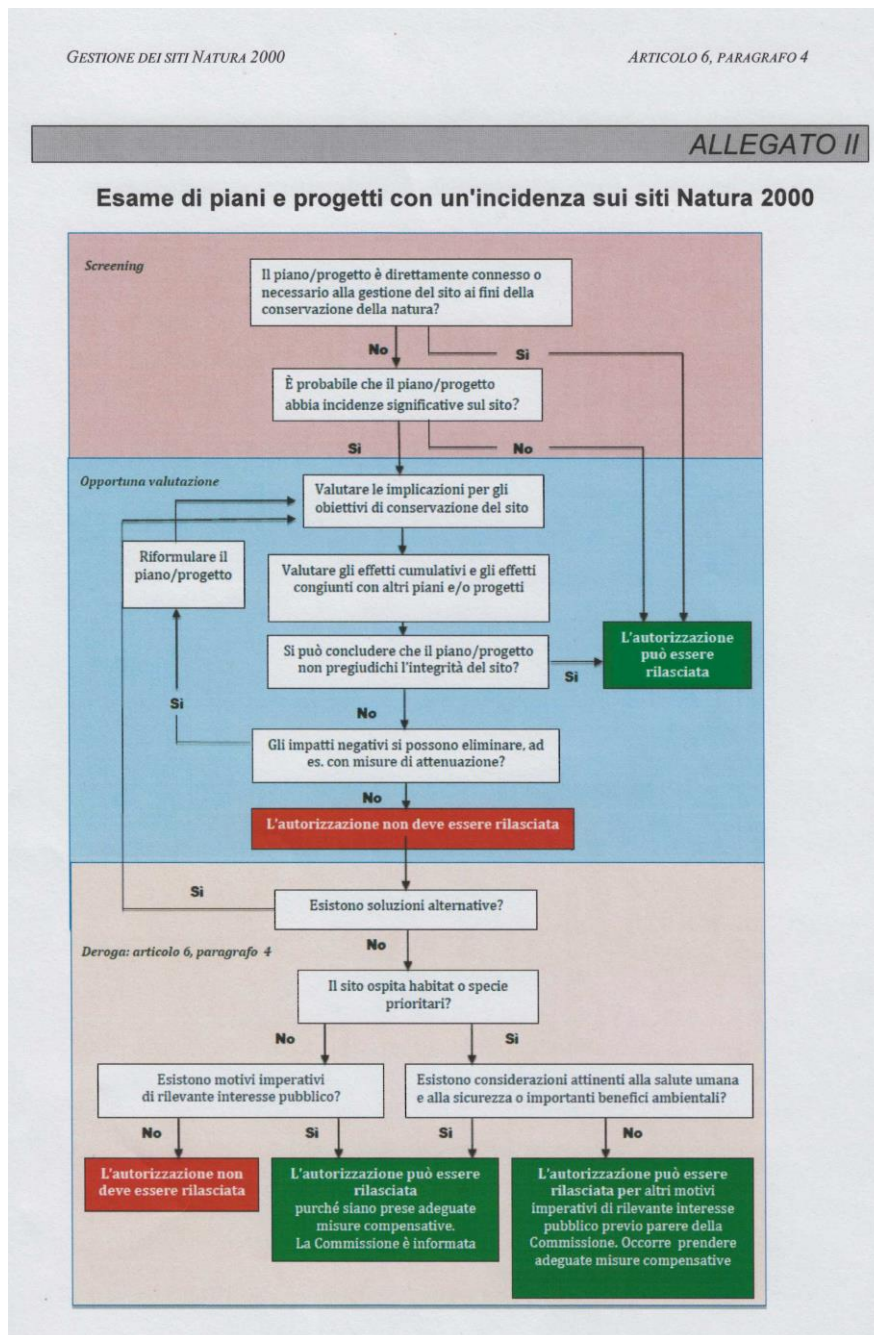 GESTIONE DEI SITI NATURA 2000
ARTICOLO 6, PARAGRAFO 4
ALLEGATO II
Esame di piani e progetti con un'incidenza sui siti Natura 2000
Screening
Il piano/progetto è direttamente connesso o
necessario alla gestione del sito ai fini della
conservazione della natura?
No
Sì
È probabile che il piano/progetto
abbia incidenze significative sul sito?
Sì
No
Opportuna valutazione
Valutare le implicazioni per gli
obiettivi di conservazione del sito
Riformulare il
piano/progetto
Valutare gli effetti cumulativi e gli effetti
congiunti con altri piani e/o progetti
Si può concludere che il piano/progetto
non pregiudichi l'integrità del sito?
Sì
L'autorizzazione
può essere
rilasciata
Sì
No
Gli impatti negativi si possono eliminare, ad
es. con misure di attenuazione?
No
L'autorizzazione non deve essere rilasciata
Sì
Esistono soluzioni alternative?
No
Deroga: articolo 6, paragrafo 4
Il sito ospita habitat o specie
prioritari?
No
Sì
Esistono motivi imperativi
di rilevante interesse pubblico?
Esistono considerazioni attinenti alla salute umana
e alla sicurezza o importanti benefici ambientali?
No
Sì
Sì
No
L'autorizzazione non
deve essere rilasciata
L'autorizzazione può essere
rilasciata
purché siano prese adeguate
misure compensative.
La Commissione è informata
L'autorizzazione può essere
rilasciata per altri motivi
imperativi di rilevante interesse
pubblico previo parere della
Commissione. Occorre prendere
adeguate misure compensative